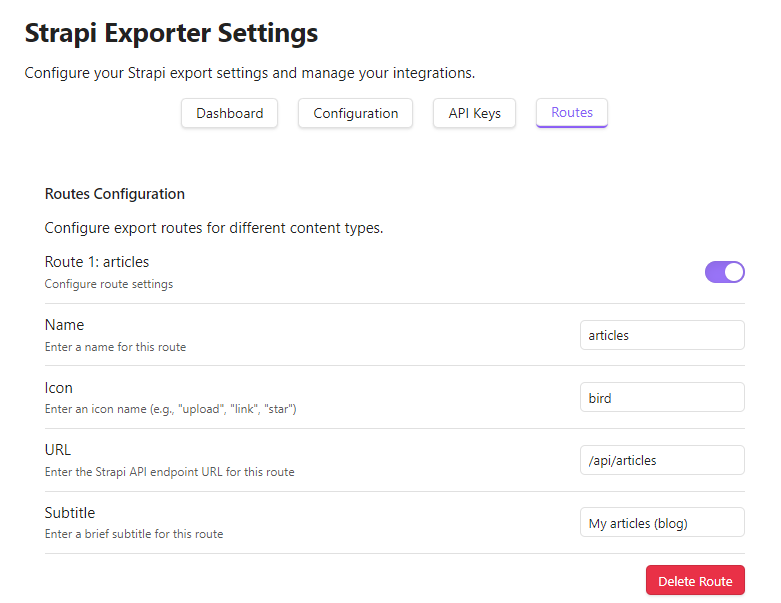 Strapi Exporter Settings
Configure your Strapi export settings and manage your integrations.
Dashboard Configuration API Keys Routes
Routes Configuration
Configure export routes for different content types.
Route 1: articles
Configure route settings
Name
Enter a name for this route
articles
Icon
Enter an icon name (e.g., "upload", "link", "star")
bird
URL
Enter the Strapi API endpoint URL for this route
/api/articles
Subtitle
Enter a brief subtitle for this route
My articles (blog)
Delete Route